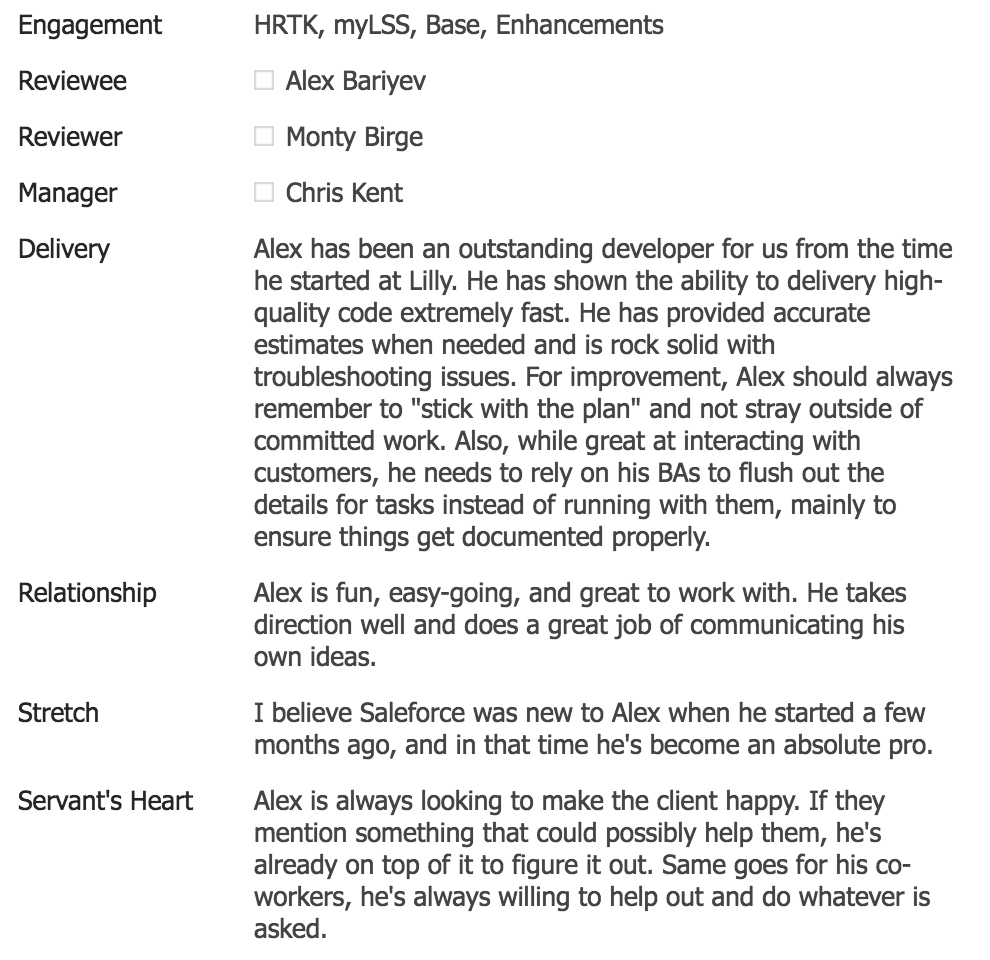 Engagement HRTK, myLSS, Base, Enhancements
Reviewee Alex Bariyev
Reviewer Monty Birge
Manager Chris Kent
Delivery Alex has been an outstanding developer for us from the time
he started at Lilly. He has shown the ability to delivery high-
quality code extremely fast. He has provided accurate
estimates when needed and is rock solid with
troubleshooting issues. For improvement, Alex should always
remember to "stick with the plan" and not stray outside of
committed work. Also, while great at interacting with
customers, he needs to rely on his BAs to flush out the
details for tasks instead of running with them, mainly to
ensure things get documented properly.
Relationship Alex is fun, easy-going, and great to work with. He takes
direction well and does a great job of communicating his
own ideas.
Stretch I believe Saleforce was new to Alex when he started a few
months ago, and in that time he's become an absolute pro.
Servant's Heart Alex is always looking to make the client happy. If they
mention something that could possibly help them, he's
already on top of it to figure it out. Same goes for his co-
workers, he's always willing to help out and do whatever is
asked.